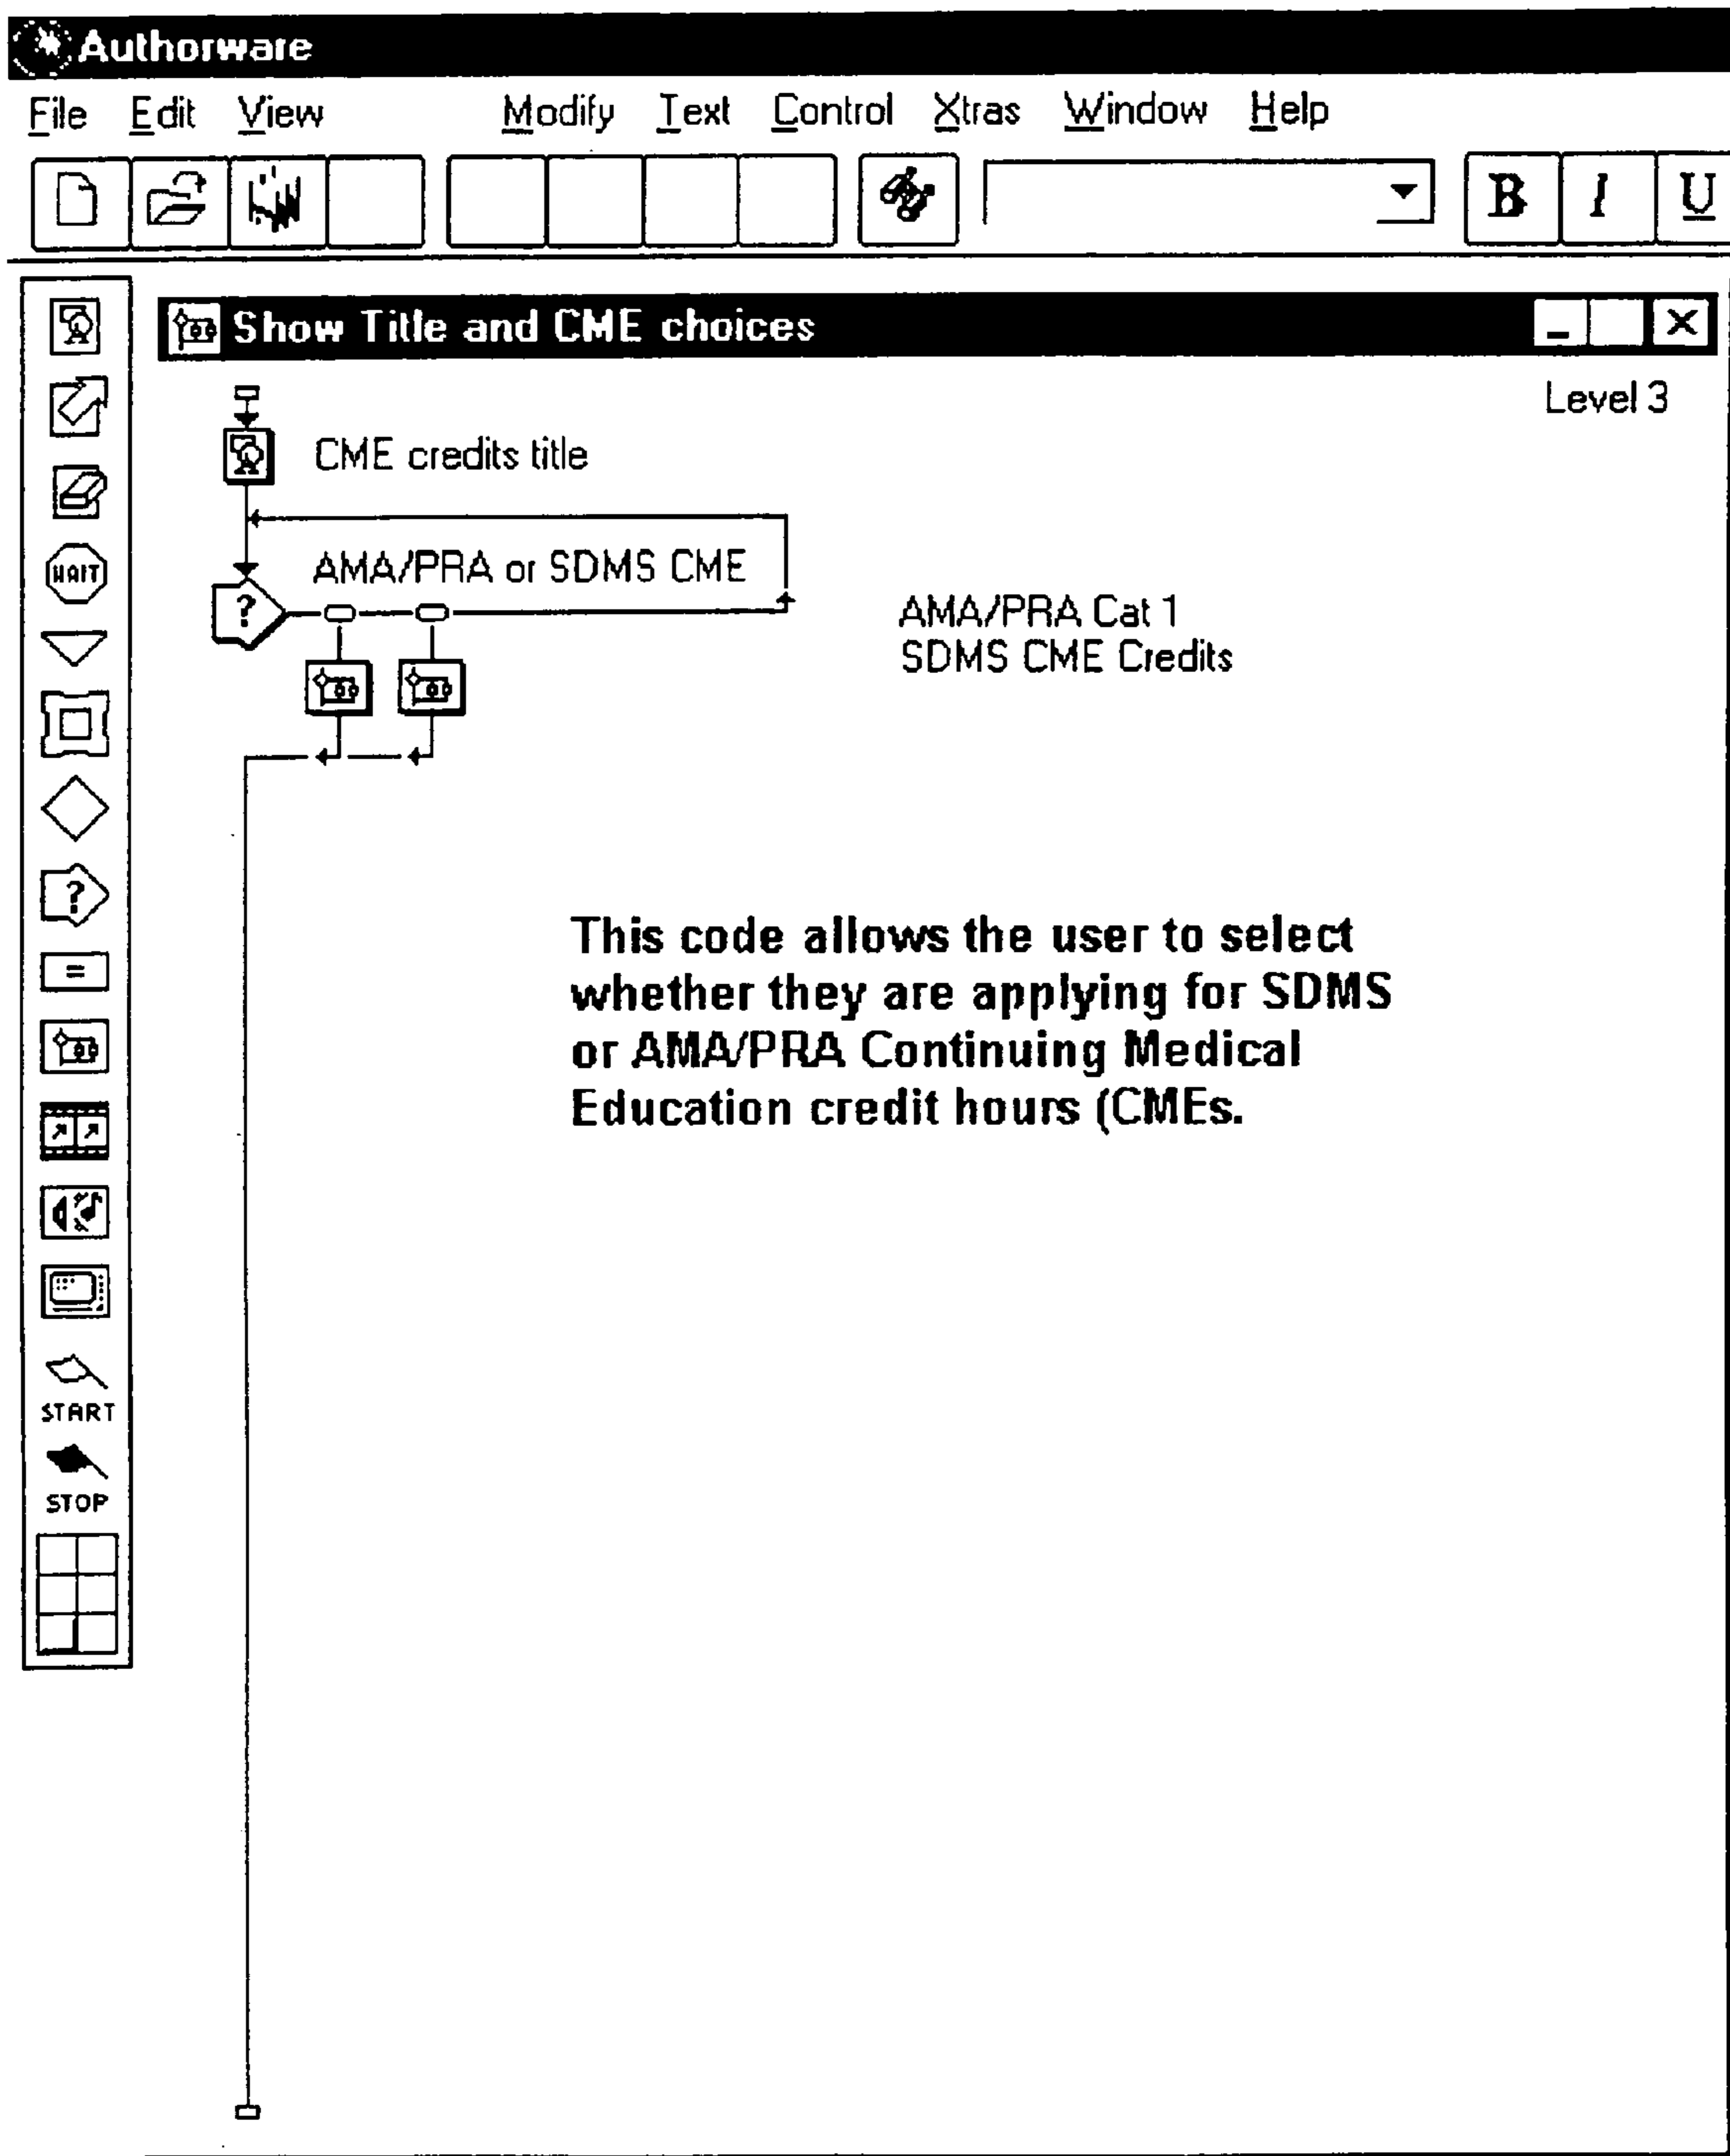 Authorware
File Edit View Modify Text Control Xtras Window Help
B I U
Show Title and CME choices
Level 3
CME credits title
AMA/PRA or SDMS CME
?
AMA/PRA Cat 1
SDMS CME Credits
WAIT
?
=
This code allows the user to select
whether they are applying for SDMS
or AMA/PRA Continuing Medical
Education credit hours (CMEs.
START
STOP